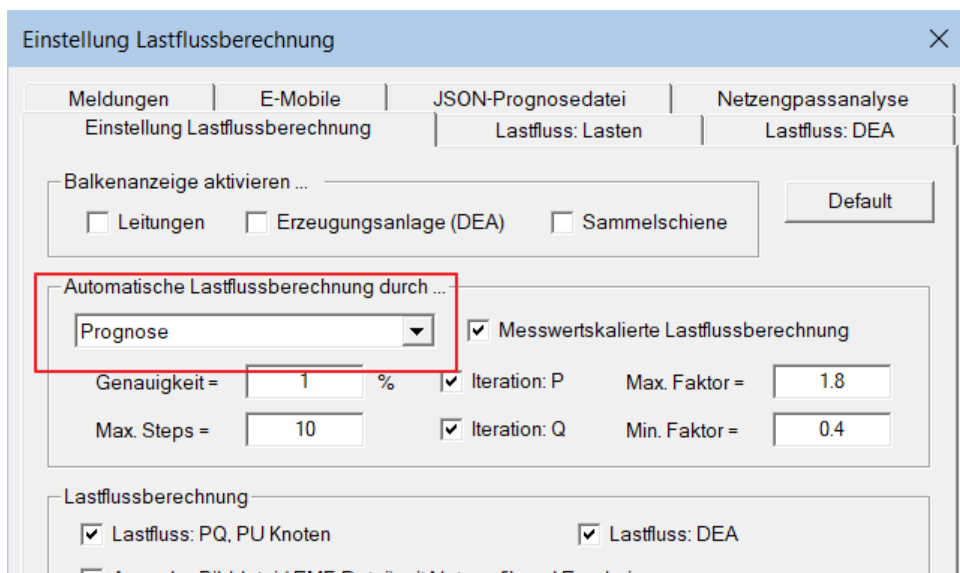 Einstellung Lastflussberechnung
Meldungen E-Mobile JSON-Prognosedatei Netzengpassanalyse
Einstellung Lastflussberechnung Lastfluss: Lasten Lastfluss: DEA
Balkenanzeige aktivieren ...
Leitungen Erzeugungsanlage (DEA) Sammelschiene
Default
Automatische Lastflussberechnung durch ...
Prognose Messwertskalierte Lastflussberechnung
Genauigkeit = 1 % Iteration: P Max. Faktor = 1.8
Max. Steps = 10 Iteration: Q Min. Faktor = 0.4
Lastflussberechnung
Lastfluss: PQ, PU Knoten Lastfluss: DEA